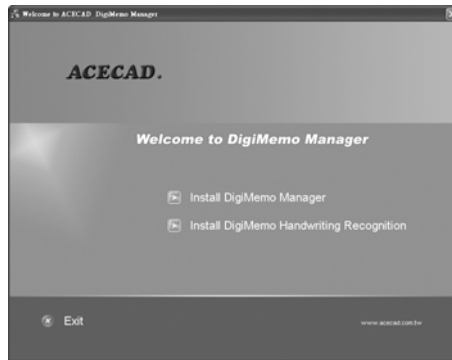 Welcome to ACECAD DigiMemo Manager
ACECAD.
Welcome to DigiMemo Manager
Install DigiMemo Manager
Install DigiMemo Handwriting Recognition
Exit
www.acecad.com.tw